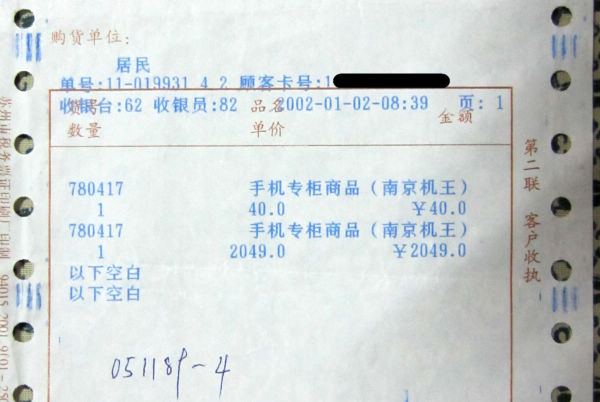 购货单位:
居民
单号:11-019931 4 2 顾客卡号:1
收银台:62 收银员:82 2002-01-02-08:39 页: 1
品名 金额
数量 单价
780417 手机专柜商品(南京机王)
1 40.0 ￥40.0
780417 手机专柜商品(南京机王)
1 2049.0 ￥2049.0
以下空白
以下空白
第二联 客户收执